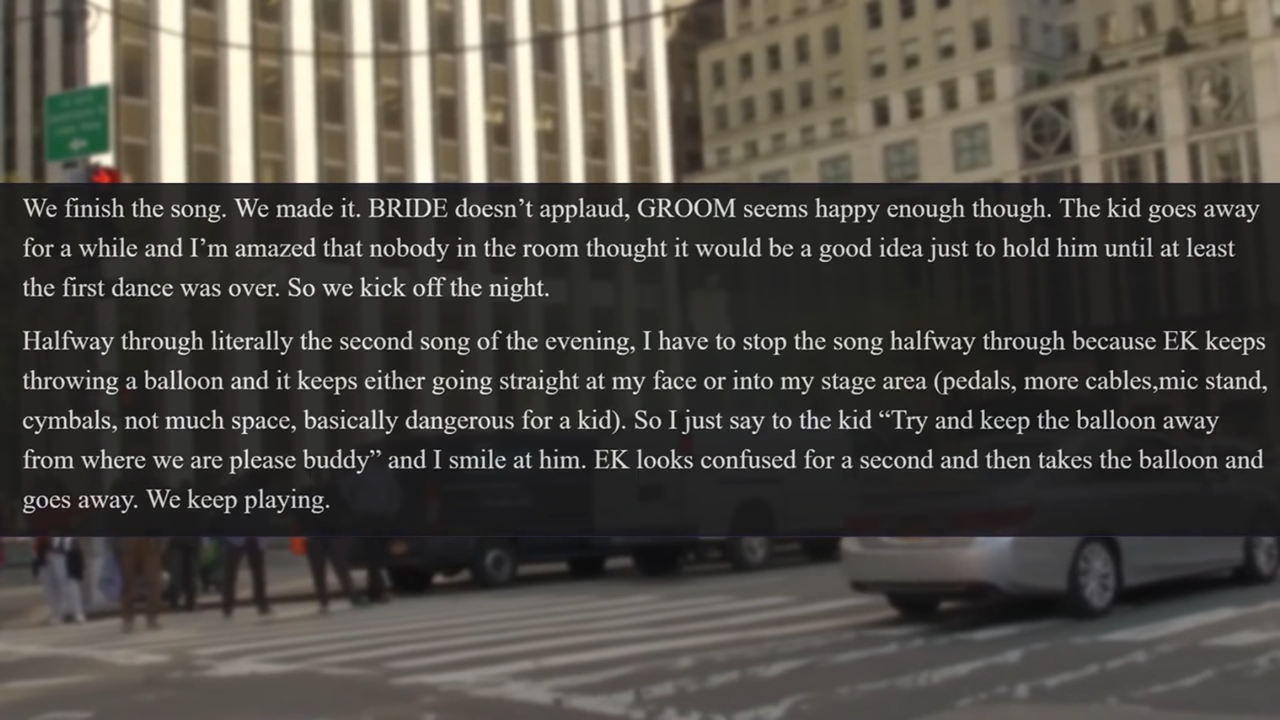 We finish the song. We made it. BRIDE doesn’t applaud, GROOM seems happy enough though. The kid goes away
for a while and I’m amazed that nobody in the room thought it would be a good idea just to hold him until at least
the first dance was over. So we kick off the night.
Halfway through literally the second song of the evening, I have to stop the song halfway through because EK keeps
throwing a balloon and it keeps either going straight at my face or into my stage area (pedals, more cables,mic stand,
cymbals, not much space, basically dangerous for a kid). So I just say to the kid “Try and keep the balloon away
from where we are please buddy” and I smile at him. EK looks confused for a second and then takes the balloon and
goes away. We keep playing.